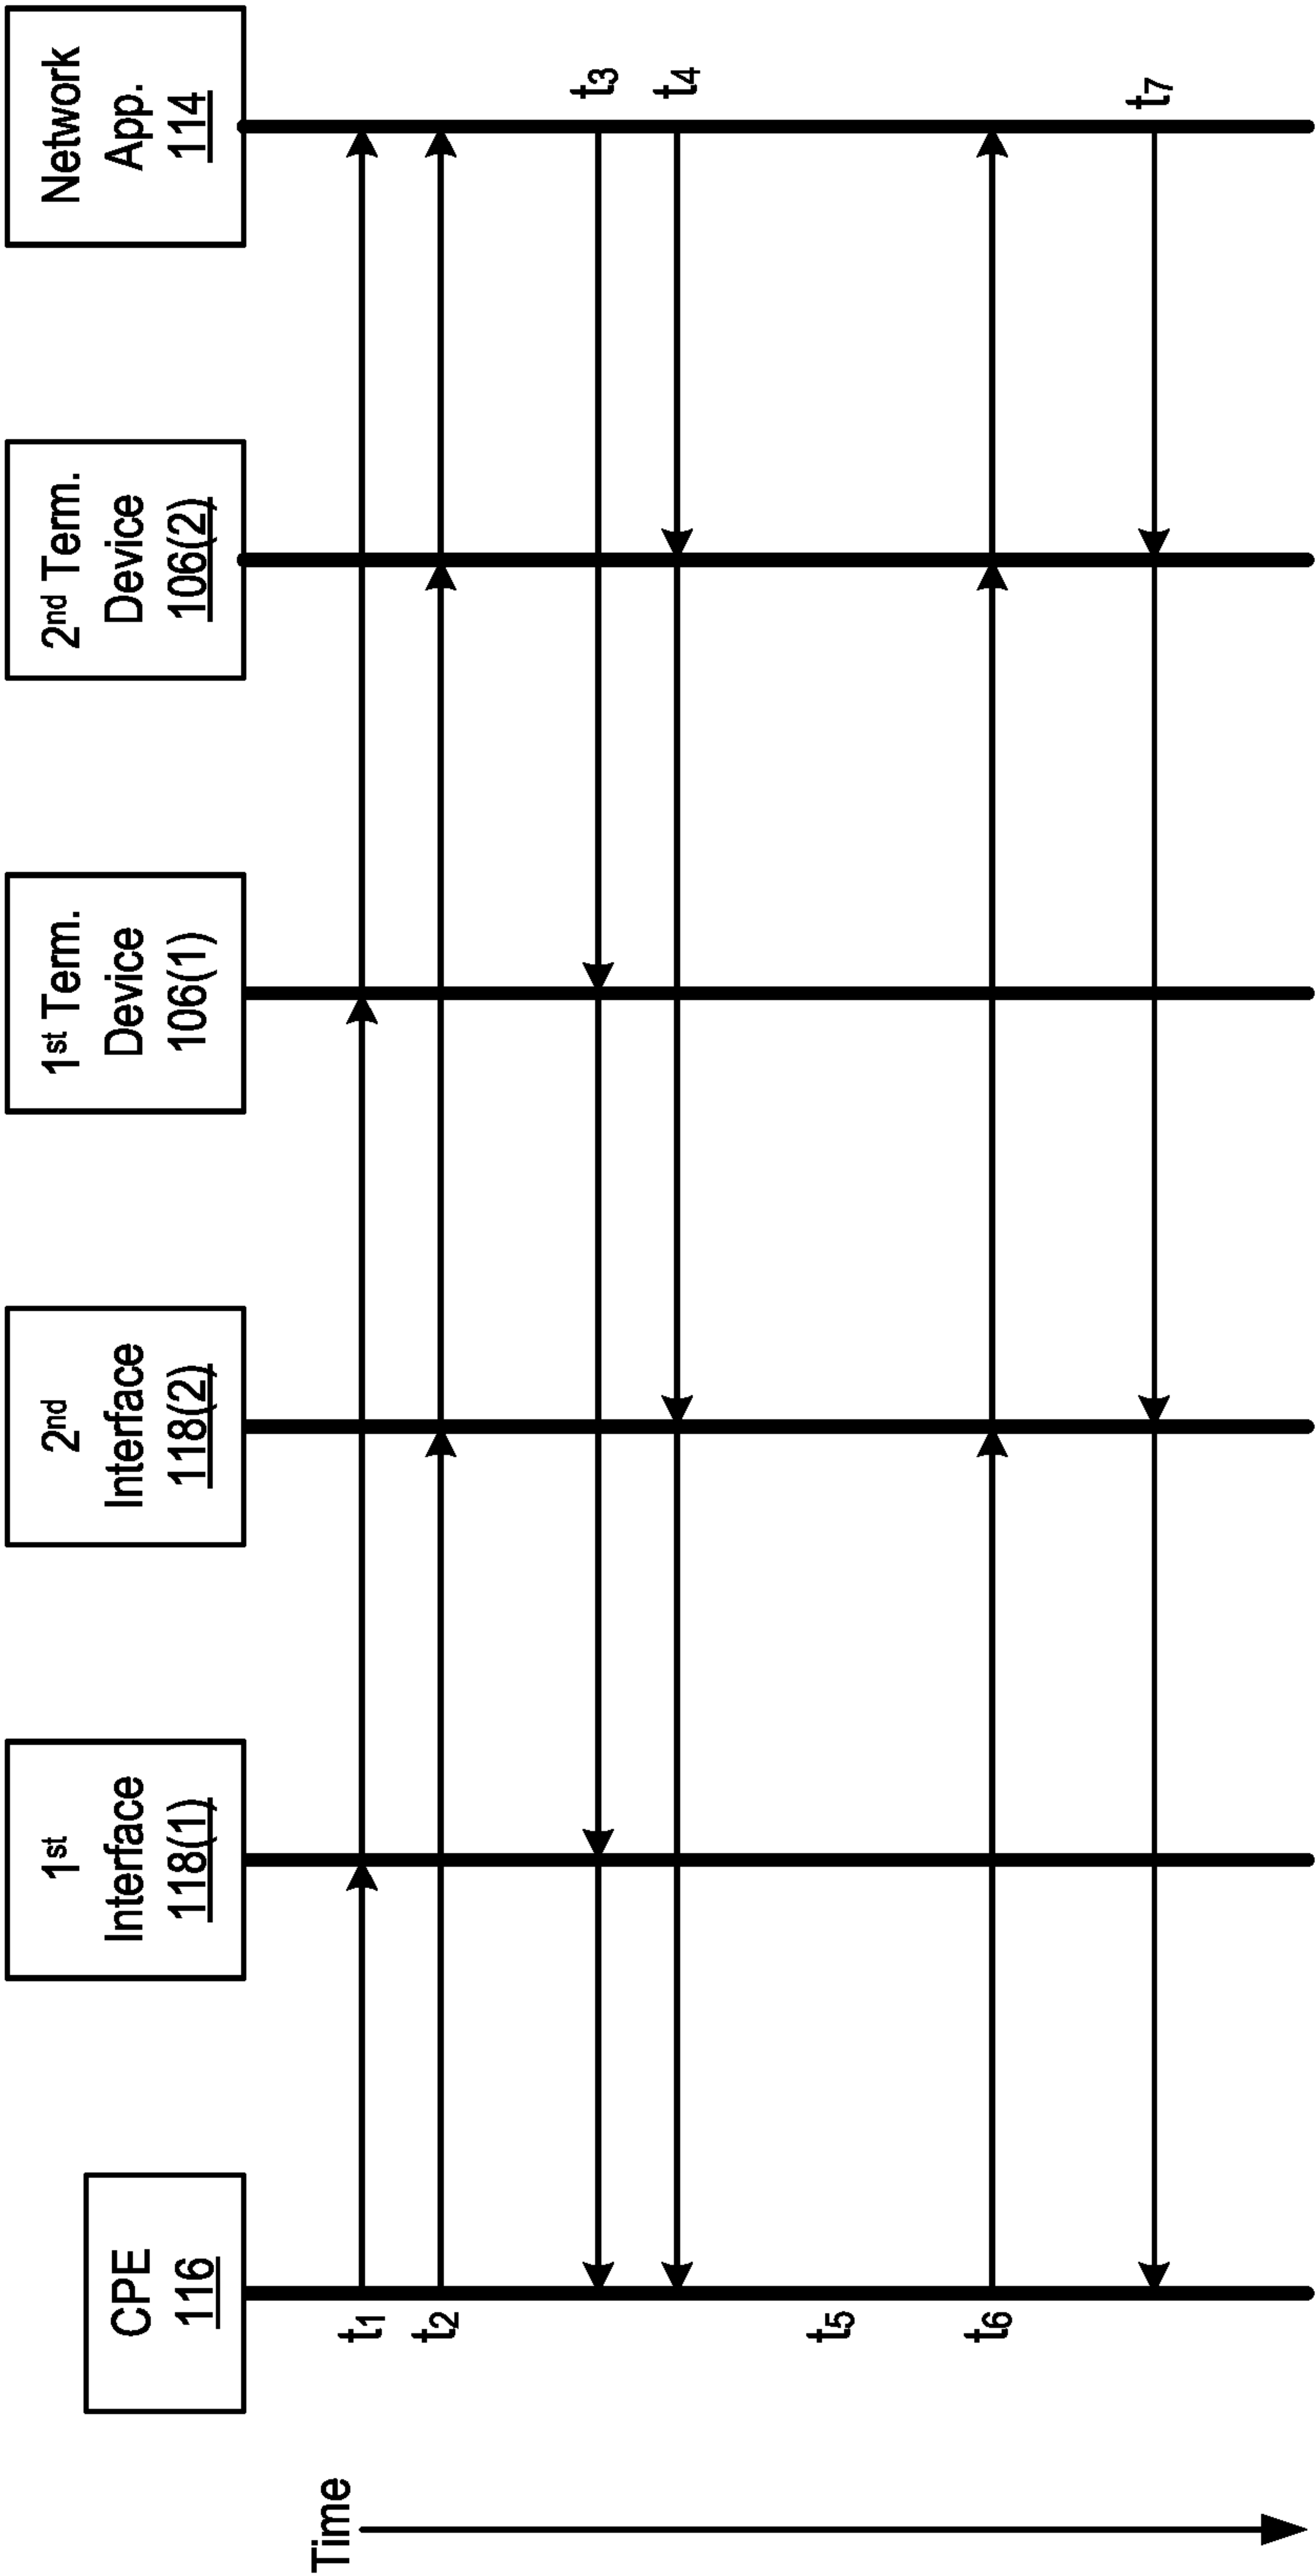 CPE
116
1st
Interface
118(1)
2nd
Interface
118(2)
1st Term.
Device
106(1)
2nd Term.
Device
106(2)
Network
App.
114
Time
t1
t2
t3
t4
t5
t6
t7